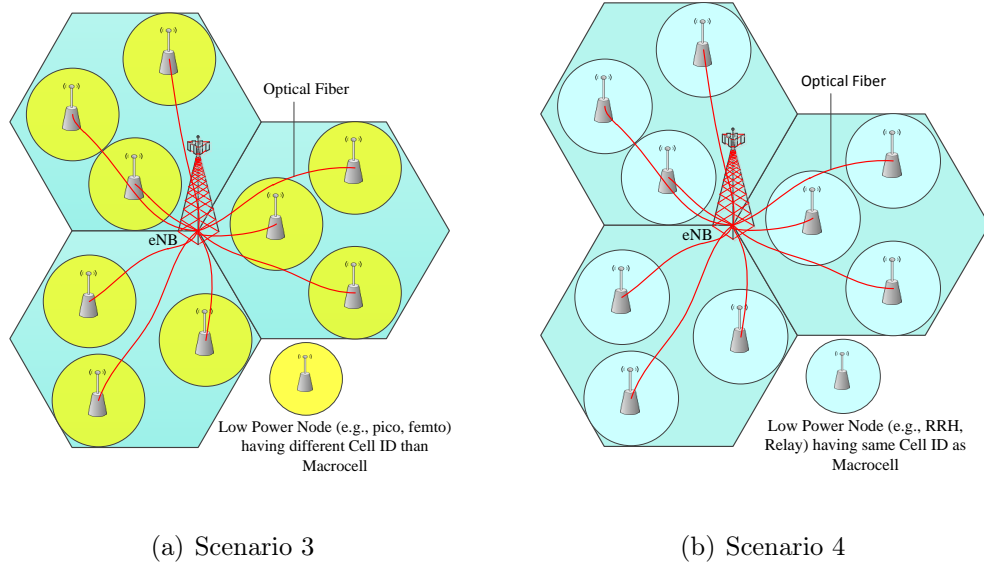 Optical Fiber
eNB
Low Power Node (e.g., pico, femto)
having different Cell ID than
Macrocell
(a) Scenario 3
Optical Fiber
eNB
Low Power Node (e.g., RRH,
Relay) having same Cell ID as
Macrocell
(b) Scenario 4